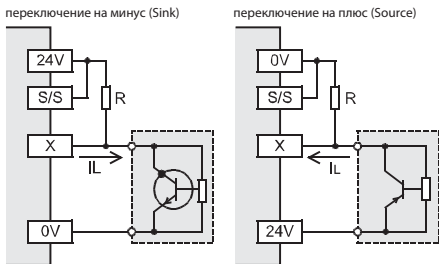 переключение на минус (Sink)
24V
S/S
R
X
IL
0V
переключение на плюс (Source)
0V
S/S
R
X
IL
24V